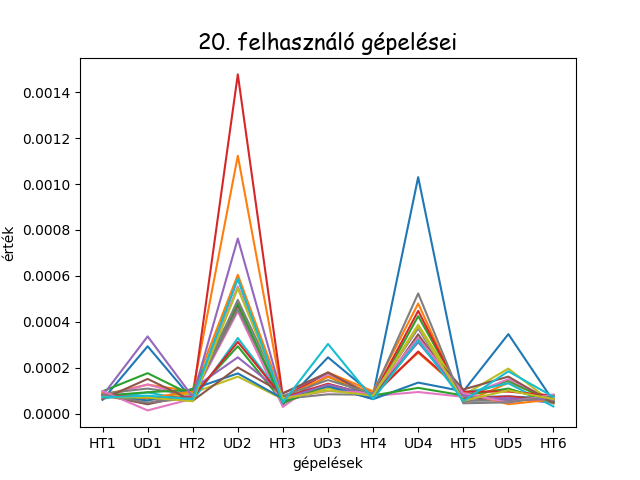 20. felhasználó gépelései
érték
0.0014
0.0012
0.0010
0.0008
0.0006
0.0004
0.0002
0.0000
HT1 UD1 HT2 UD2 HT3 UD3 HT4 UD4 HT5 UD5 HT6
gépelések